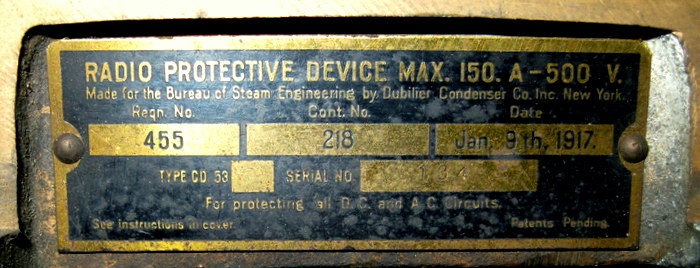 RADIO PROTECTIVE DEVICE MAX. 150. A-500 V.
Made for the Bureau of Steam Engineering by Dubilier Condenser Co. Inc. New York.
Reqn. No. Cont. No. Date
455 218 Jan. 9th, 1917.
TYPE CD 53 SERIAL NO
For protecting all D.C. and A.C. Circuits.
See instructions in cover. Patents Pending.